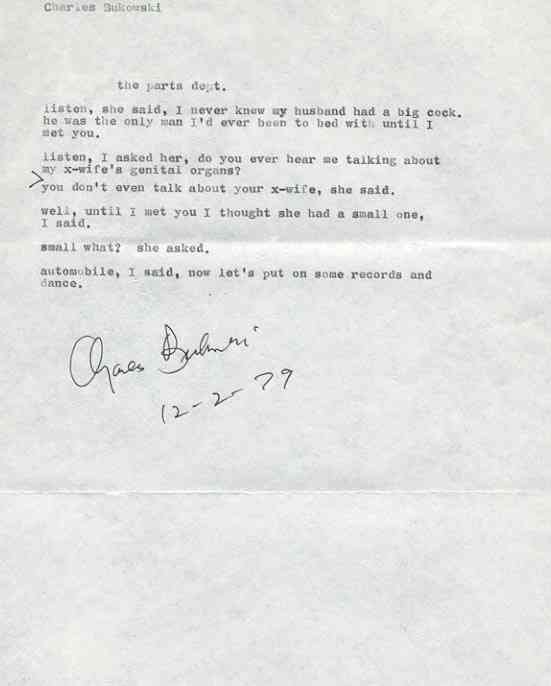 Charles Bukowski
the parts dept.
listen, she said, I never knew my husband had a big cock.
he was the only man I'd ever been to bed with until I
met you.
listen, I asked her, do you ever hear me talking about
my x-wife's genital organs?
>
you don't even talk about your x-wife, she said.
well, until I met you I thought she had a small one,
I said.
small what? she asked.
automobile, I said, now let's put on some records and
dance.
Charles Bukowski
12-2-79